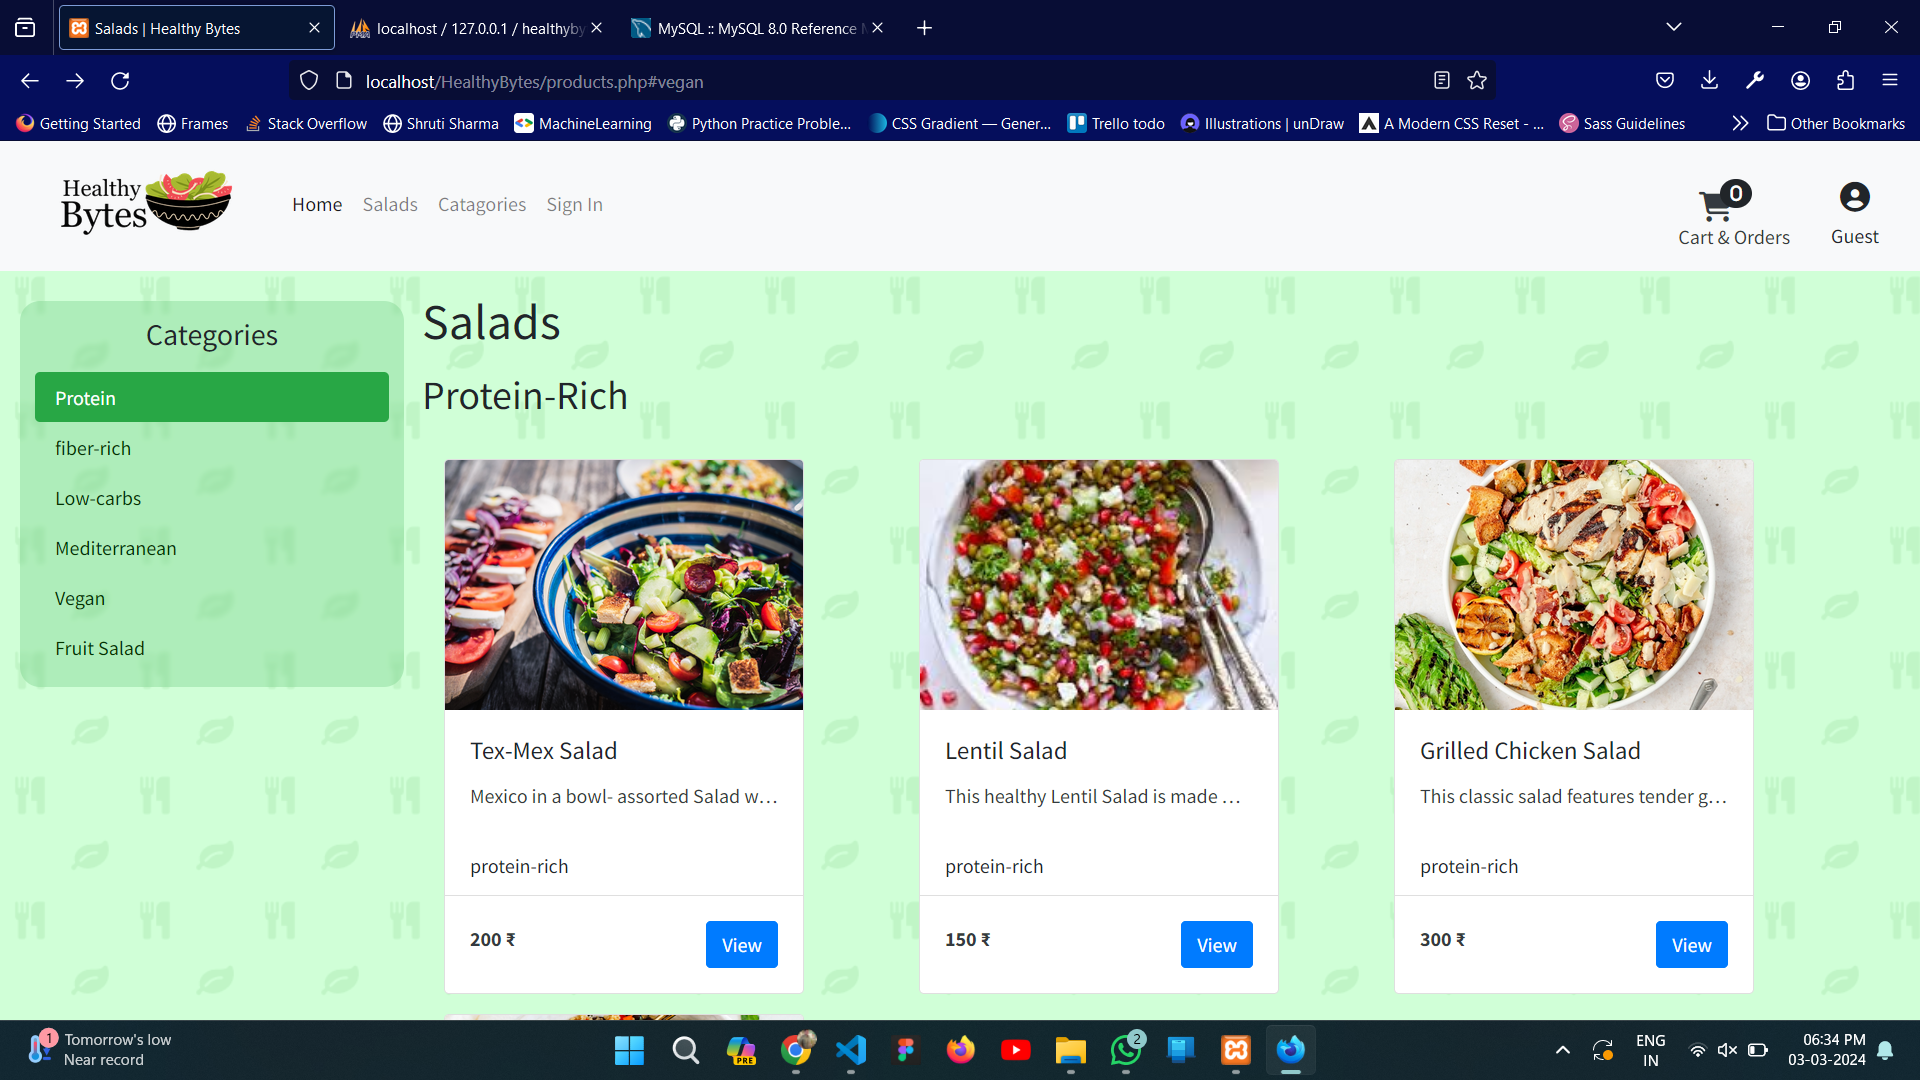 Salads | Healthy Bytes
localhost / 127.0.0.1 / healthyby
MySQL :: MySQL 8.0 Reference
localhost/HealthyBytes/products.php#vegan
Getting Started
Frames
Stack Overflow
Shruti Sharma
MachineLearning
Python Practice Proble...
CSS Gradient — Gener...
Trello todo
Illustrations | unDraw
A Modern CSS Reset - ...
Sass Guidelines
Other Bookmarks
Healthy
Bytes
Home
Salads
Catagories
Sign In
0
Cart & Orders
Guest
Categories
Protein
fiber-rich
Low-carbs
Mediterranean
Vegan
Fruit Salad
Salads
Protein-Rich
Tex-Mex Salad
Mexico in a bowl- assorted Salad w...
protein-rich
200 ₹
View
Lentil Salad
This healthy Lentil Salad is made ...
protein-rich
150 ₹
View
Grilled Chicken Salad
This classic salad features tender g...
protein-rich
300 ₹
View
1
Tomorrow's low
Near record
PRE
2
ENG
IN
06:34 PM
03-03-2024